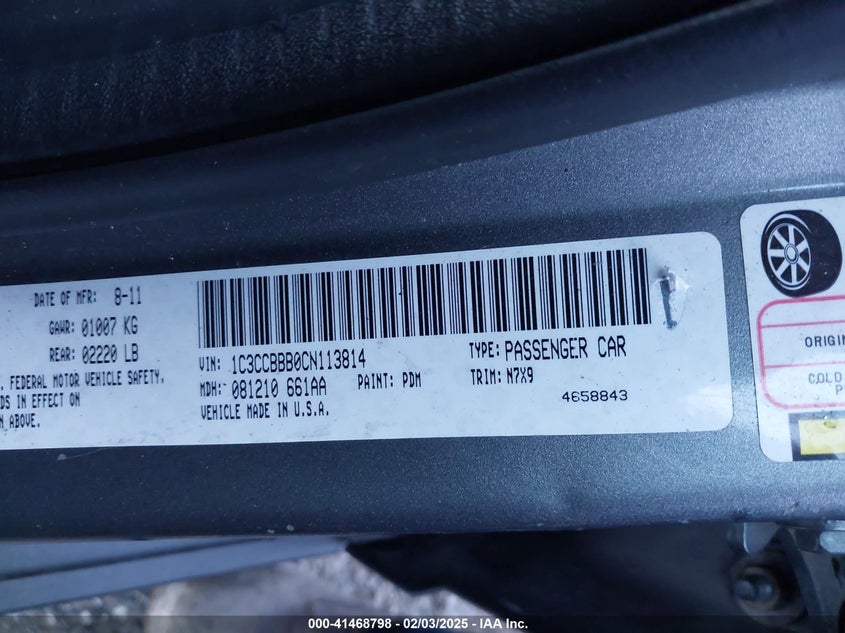 DATE OF MFR: 8-11
GAWR: 01007 KG
REAR: 02220 LB
FEDERAL MOTOR VEHICLE SAFETY,
DS IN EFFECT ON
N ABOVE.
VIN: 1C3CCBBB0CN113814
TYPE: PASSENGER CAR
MDH: 081210 661AA
PAINT: PDM
TRIM: N7X9
VEHICLE MADE IN U.S.A.
4658843
ORIGIN
COLD
P
000-41468798 - 02/03/2025 - IAA, Inc.